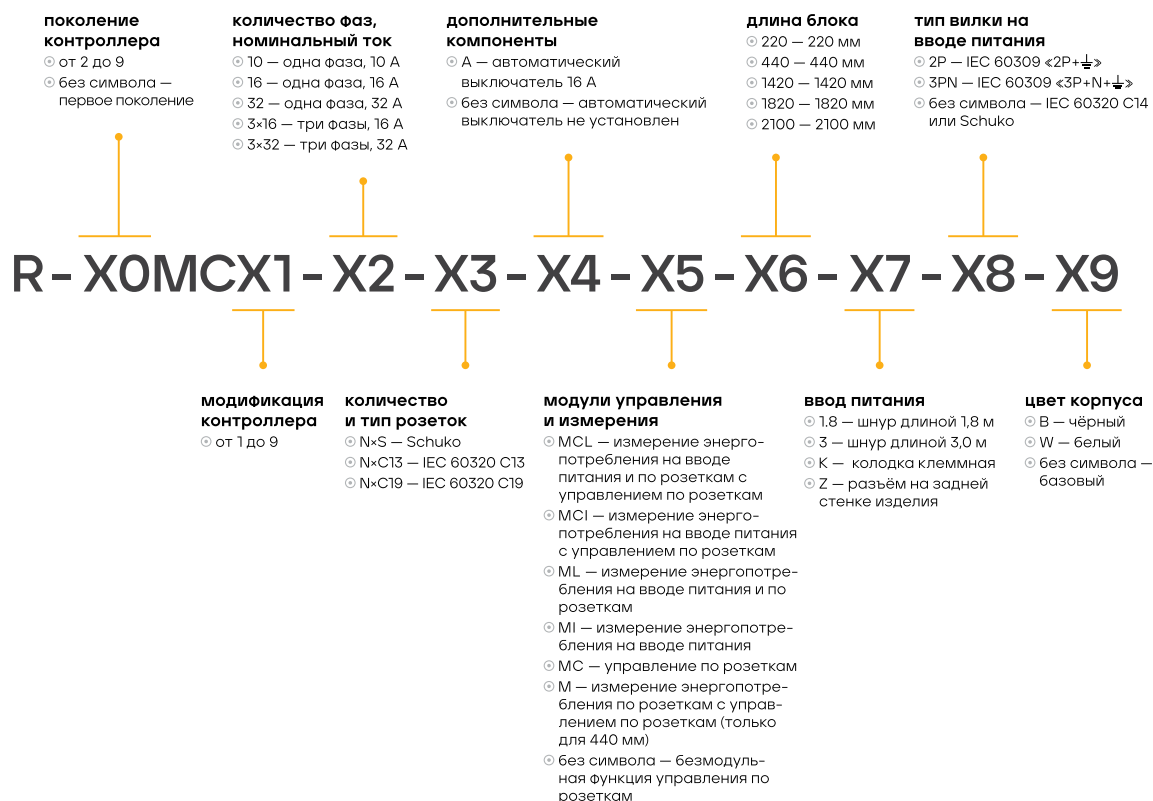 поколение
контроллера
от 2 до 9
без символа —
первое поколение
количество фаз,
номинальный ток
10 — одна фаза, 10 А
16 — одна фаза, 16 А
32 — одна фаза, 32 А
3×16 — три фазы, 16 А
3×32 — три фазы, 32 А
дополнительные
компоненты
А — автоматический
выключатель 16 А
без символа — автоматический
выключатель не установлен
длина блока
220 — 220 мм
440 — 440 мм
1420 — 1420 мм
1820 — 1820 мм
2100 — 2100 мм
тип вилки на
вводе питания
2P — IEC 60309 «2P+⏚»
3PN — IEC 60309 «3P+N+⏚»
без символа — IEC 60320 C14
или Schuko
R-X0MCX1-X2-X3-X4-X5-X6-X7-X8-X9
модификация
контроллера
от 1 до 9
количество
и тип розеток
N×S — Schuko
N×C13 — IEC 60320 C13
N×C19 — IEC 60320 C19
модули управления
и измерения
MCL — измерение энерго-
потребления на вводе
питания и по розеткам с
управлением по розеткам
MCI — измерение энерго-
потребления на вводе питания
с управлением по розеткам
ML — измерение энергопотре-
бления на вводе питания и по
розеткам
MI — измерение энергопотре-
бления на вводе питания
MC — управление по розеткам
M — измерение энергопотре-
бления по розеткам с управ-
лением по розеткам (только
для 440 мм)
без символа — безмодуль-
ная функция управления по
розеткам
ввод питания
1.8 — шнур длиной 1,8 м
3 — шнур длиной 3,0 м
К — колодка клеммная
Z — разъём на задней
стенке изделия
цвет корпуса
B — чёрный
W — белый
без символа —
базовый